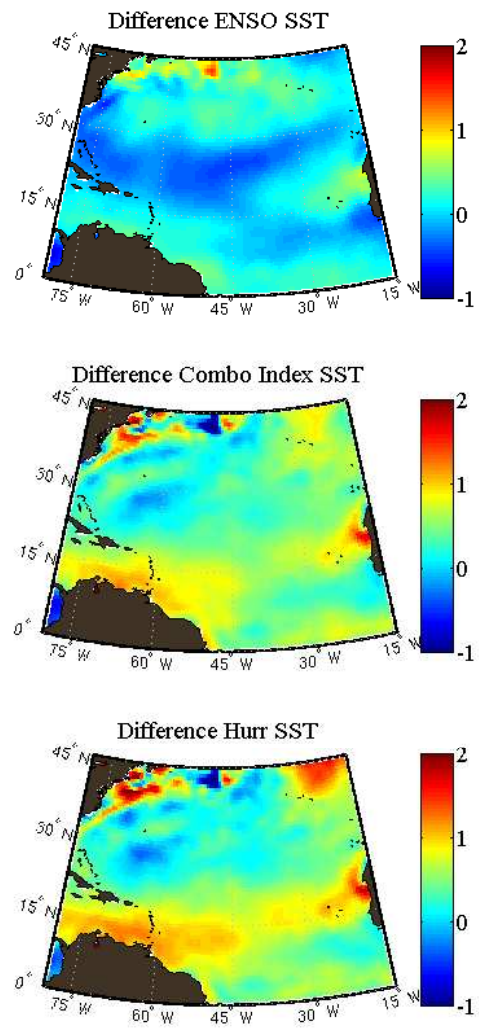 Difference ENSO SST
45° N
30° N
15° N
0°
75° W
60° W
45° W
30° W
15° W
2
1
0
-1
Difference Combo Index SST
45° N
30° N
15° N
0°
75° W
60° W
45° W
30° W
15° W
2
1
0
-1
Difference Hurr SST
45° N
30° N
15° N
0°
75° W
60° W
45° W
30° W
15° W
2
1
0
-1